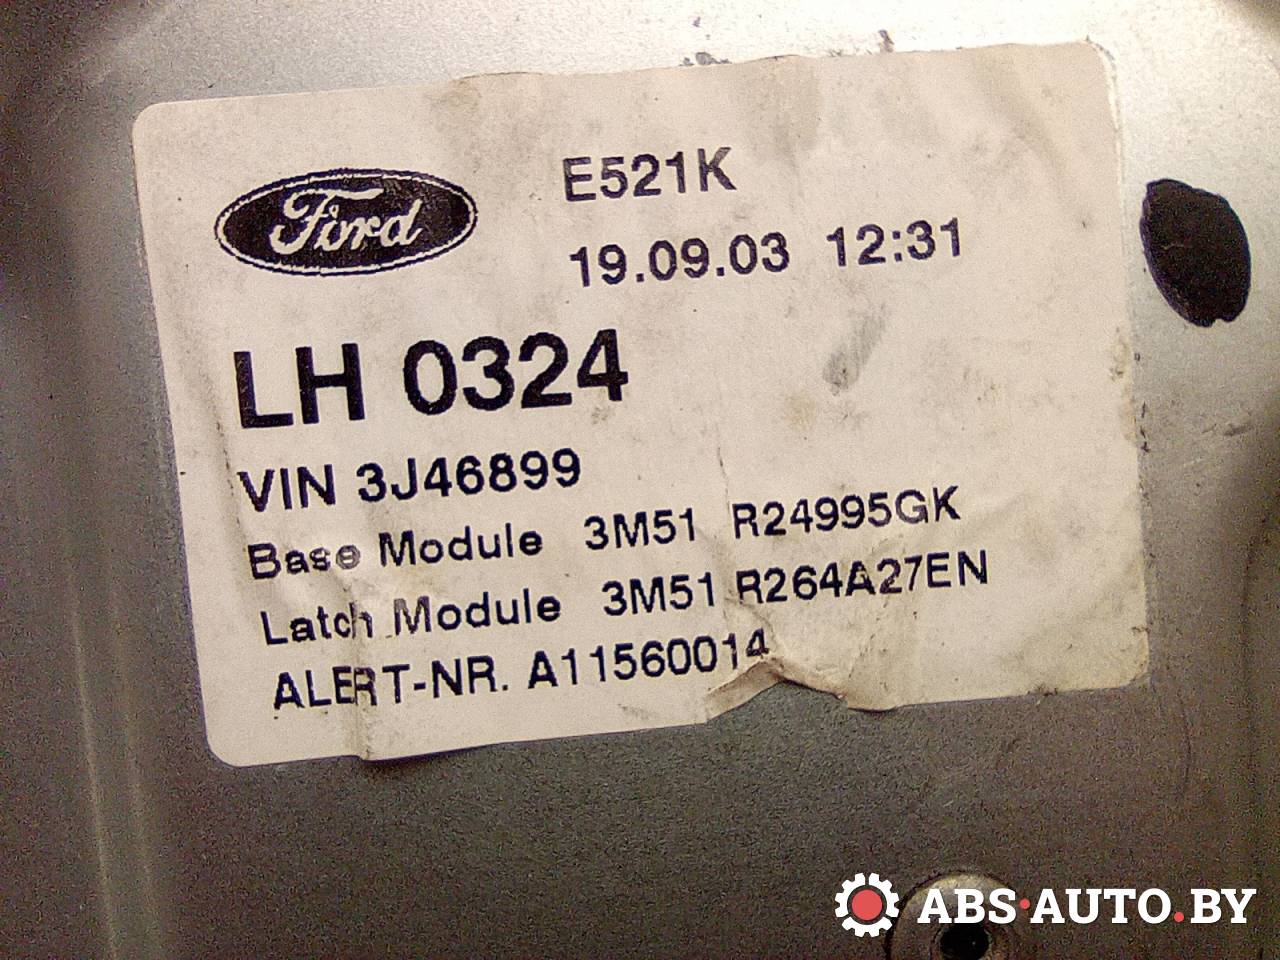 Ford
E521K
19.09.03 12:31
LH 0324
VIN 3J46899
Base Module 3M51 R24995GK
Latch Module 3M51 R264A27EN
ALERT-NR. A11560014
ABS·AUTO.BY